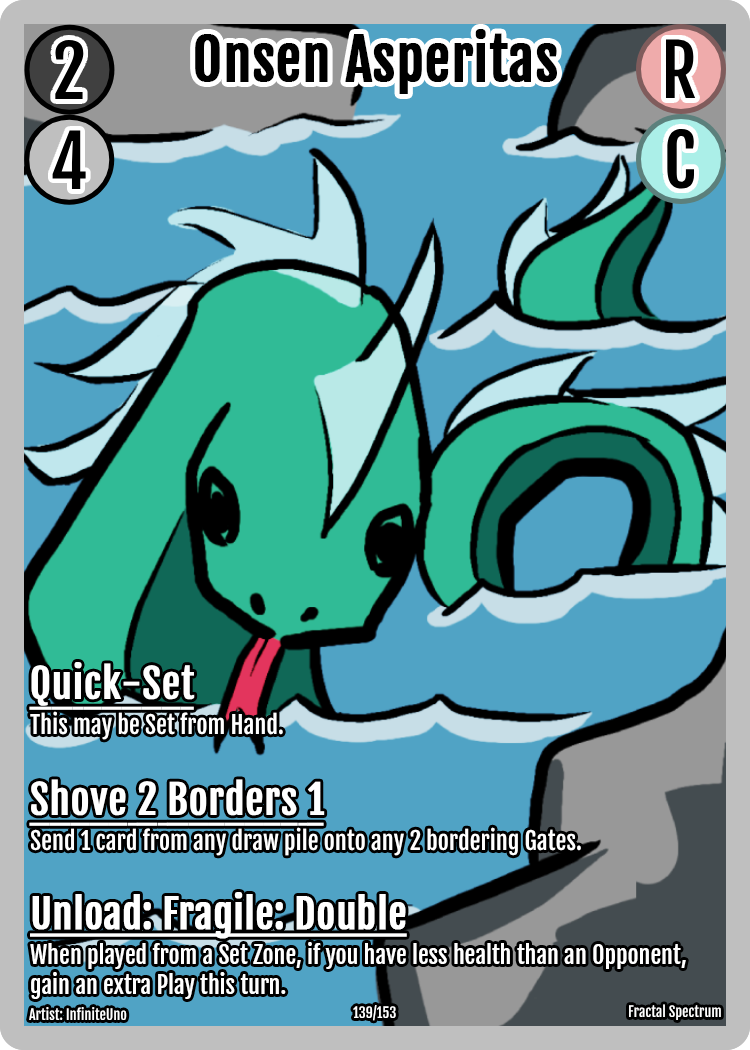 2
Onsen Asperitas
R
4
C
Quick-Set
This may be Set from Hand.
Shove 2 Borders 1
Send 1 card from any draw pile onto any 2 bordering Gates.
Unload: Fragile: Double
When played from a Set Zone, if you have less health than an Opponent,
gain an extra Play this turn.
Artist: InfiniteUno
139/153
Fractal Spectrum